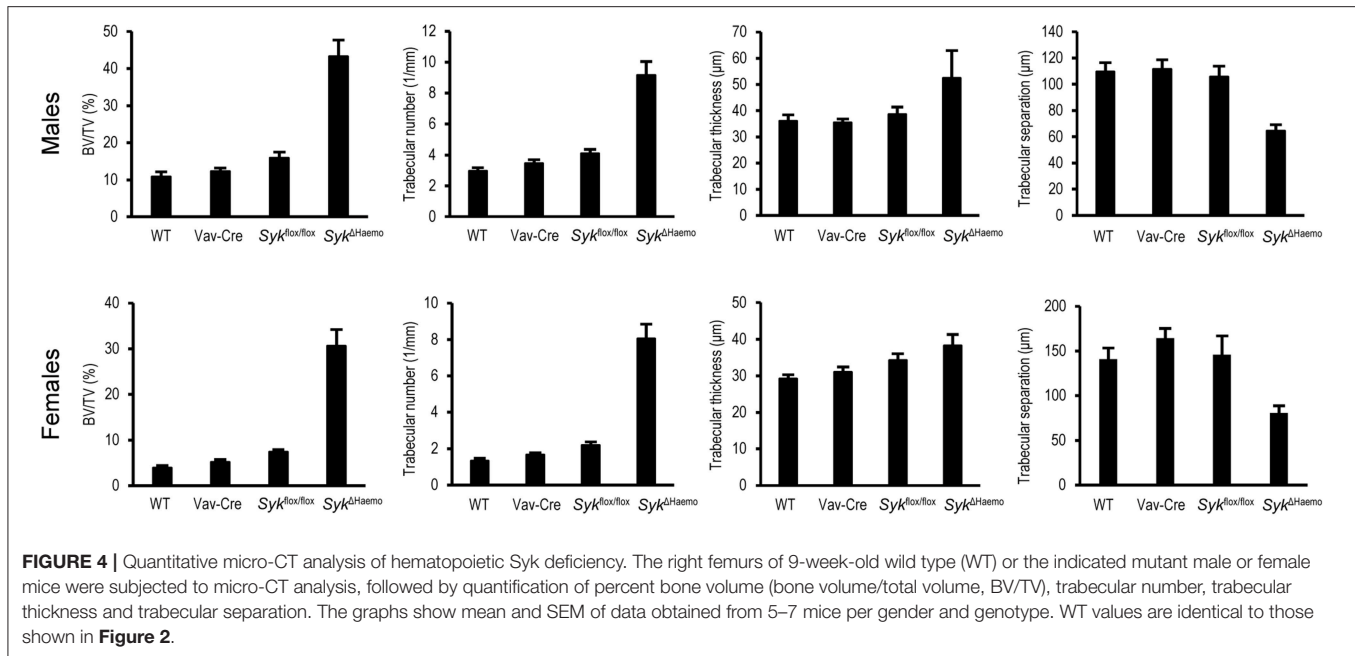 Males
BV/TV (%)
50
40
30
20
10
0
WT Vav-Cre Syk^flox/flox Syk^ΔHaemo
Trabecular number (1/mm)
12
10
8
6
4
2
0
WT Vav-Cre Syk^flox/flox Syk^ΔHaemo
Trabecular thickness (μm)
70
60
50
40
30
20
10
0
WT Vav-Cre Syk^flox/flox Syk^ΔHaemo
Trabecular separation (μm)
140
120
100
80
60
40
20
0
WT Vav-Cre Syk^flox/flox Syk^ΔHaemo
Females
BV/TV (%)
40
30
20
10
0
WT Vav-Cre Syk^flox/flox Syk^ΔHaemo
Trabecular number (1/mm)
10
8
6
4
2
0
WT Vav-Cre Syk^flox/flox Syk^ΔHaemo
Trabecular thickness (μm)
50
40
30
20
10
0
WT Vav-Cre Syk^flox/flox Syk^ΔHaemo
Trabecular separation (μm)
200
150
100
50
0
WT Vav-Cre Syk^flox/flox Syk^ΔHaemo
FIGURE 4 | Quantitative micro-CT analysis of hematopoietic Syk deficiency. The right femurs of 9-week-old wild type (WT) or the indicated mutant male or female
mice were subjected to micro-CT analysis, followed by quantification of percent bone volume (bone volume/total volume, BV/TV), trabecular number, trabecular
thickness and trabecular separation. The graphs show mean and SEM of data obtained from 5–7 mice per gender and genotype. WT values are identical to those
shown in Figure 2.